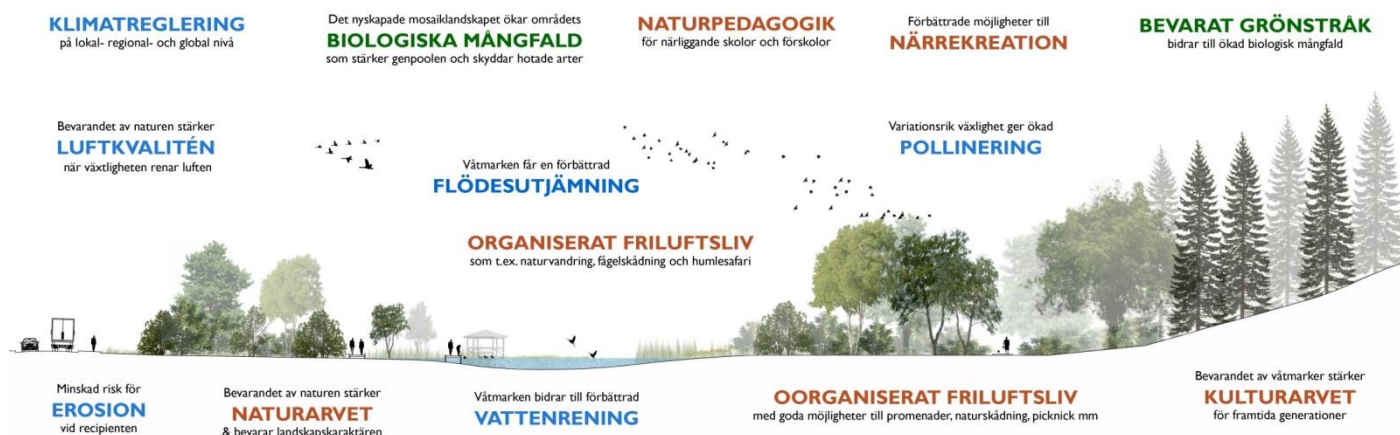 KLIMATREGLERING
på lokal- regional- och global nivå
Det nyskapade mosaiklandskapet ökar områdets
BIOLOGISKA MÅNGFALD
som stärker genpoolen och skyddar hotade arter
NATURPEDAGOGIK
för närliggande skolor och förskolor
Förbättrade möjligheter till
NÄRREKREATION
BEVARAT GRÖNSTRÅK
bidrar till ökad biologisk mångfald
Bevarandet av naturen stärker
LUFTKVALITÉN
när växtligheten renar luften
Våtmarken får en förbättrad
FLÖDESUTJÄMNING
Variationsrik växlighet ger ökad
POLLINERING
ORGANISERAT FRILUFTSLIV
som t.ex. naturvandring, fågelskådning och humlesafari
Minskad risk för
EROSION
vid recipienten
Bevarandet av naturen stärker
NATURARVET
& bevarar landskapskaraktären
Våtmarken bidrar till förbättrad
VATTENRENING
OORGANISERAT FRILUFTSLIV
med goda möjligheter till promenader, naturskådning, picknick mm
Bevarandet av våtmarker stärker
KULTURARVET
för framtida generationer